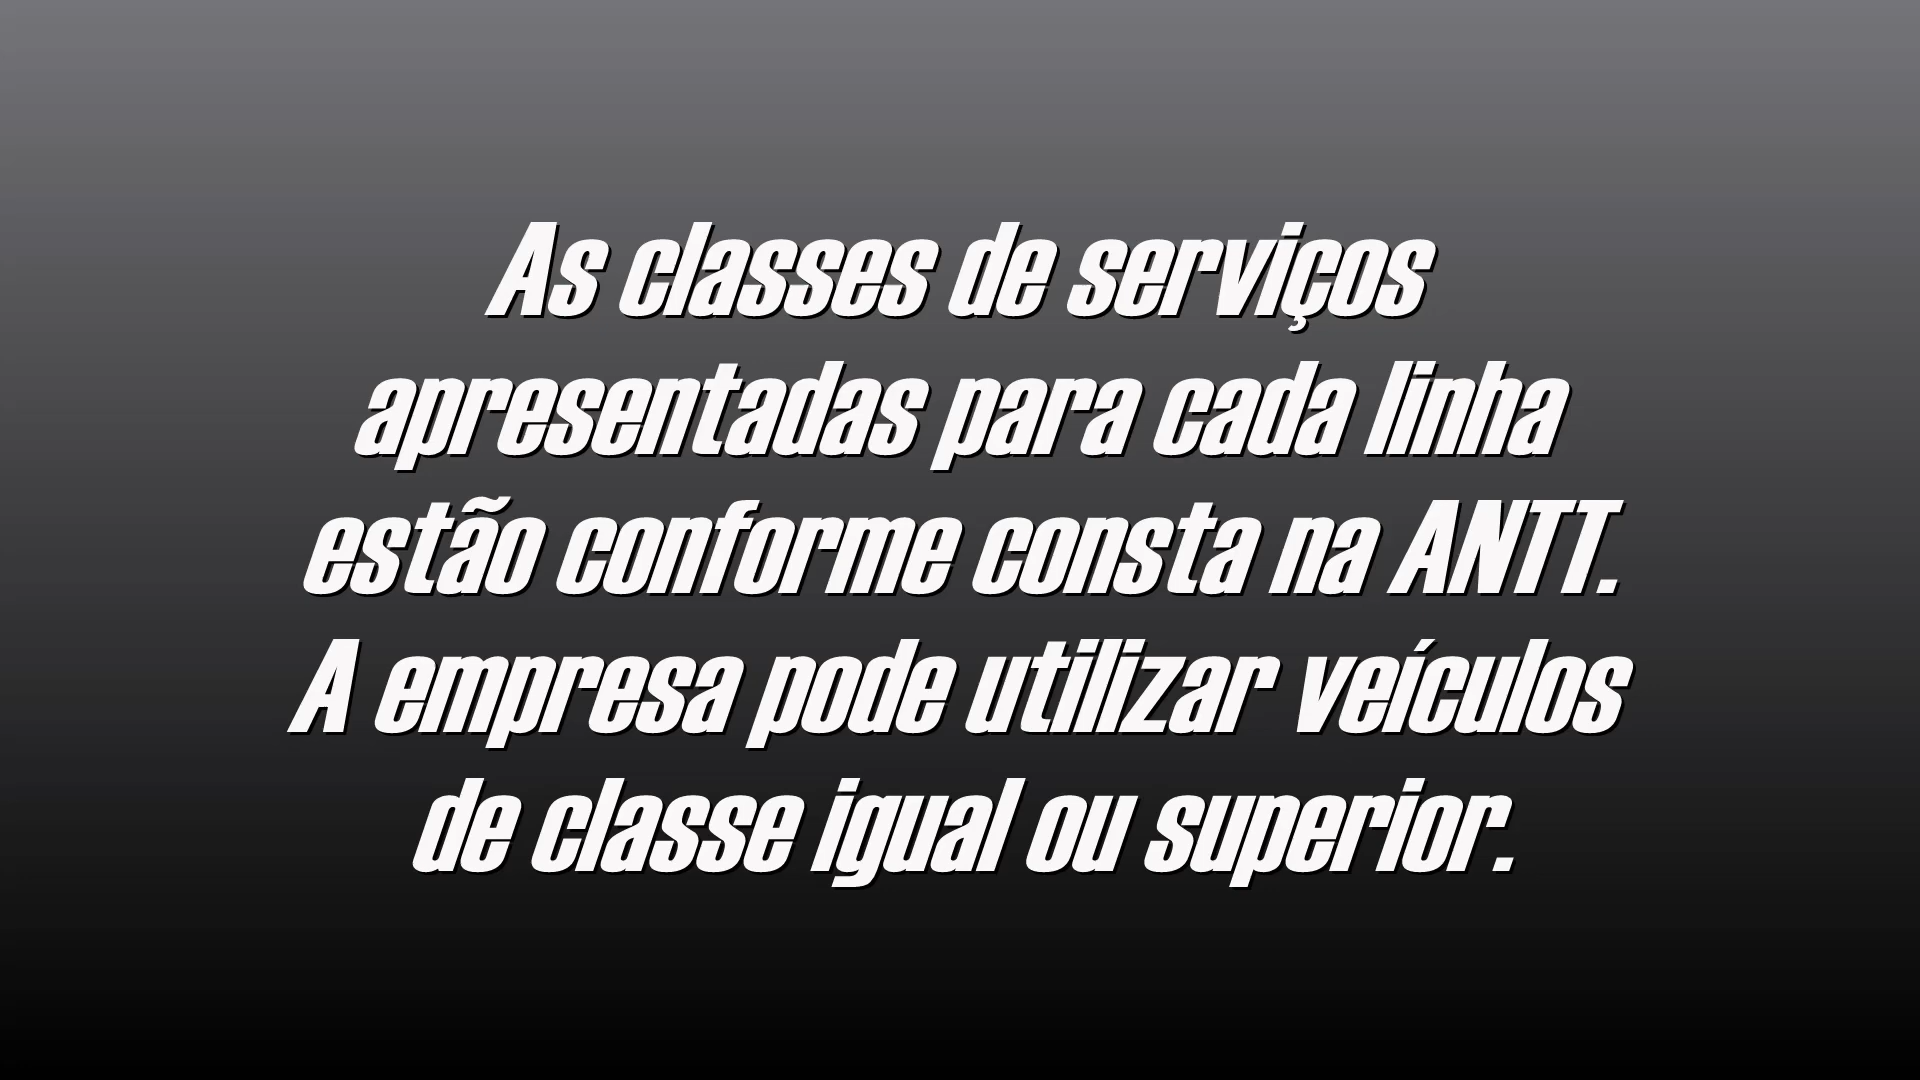 As classes de serviços
apresentadas para cada linha
estão conforme consta na ANTT.
A empresa pode utilizar veículos
de classe igual ou superior.